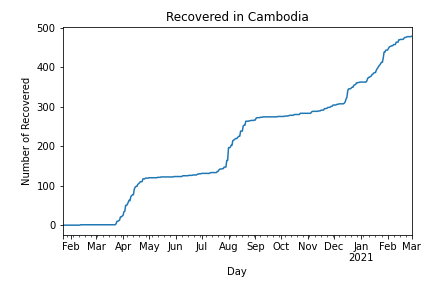 Recovered in Cambodia
Number of Recovered
500
400
300
200
100
0
Feb Mar Apr May Jun Jul Aug Sep Oct Nov Dec Jan Feb Mar
2021
Day